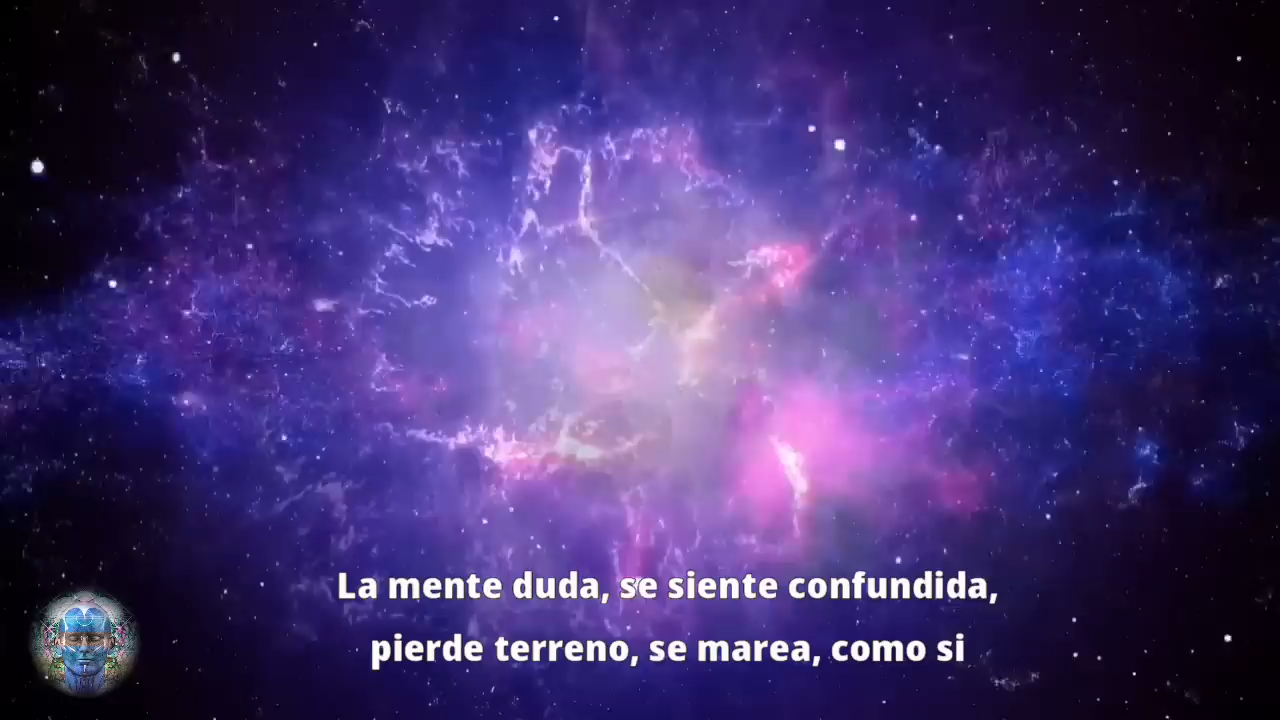 La mente duda, se siente confundida,
pierde terreno, se marea, como si